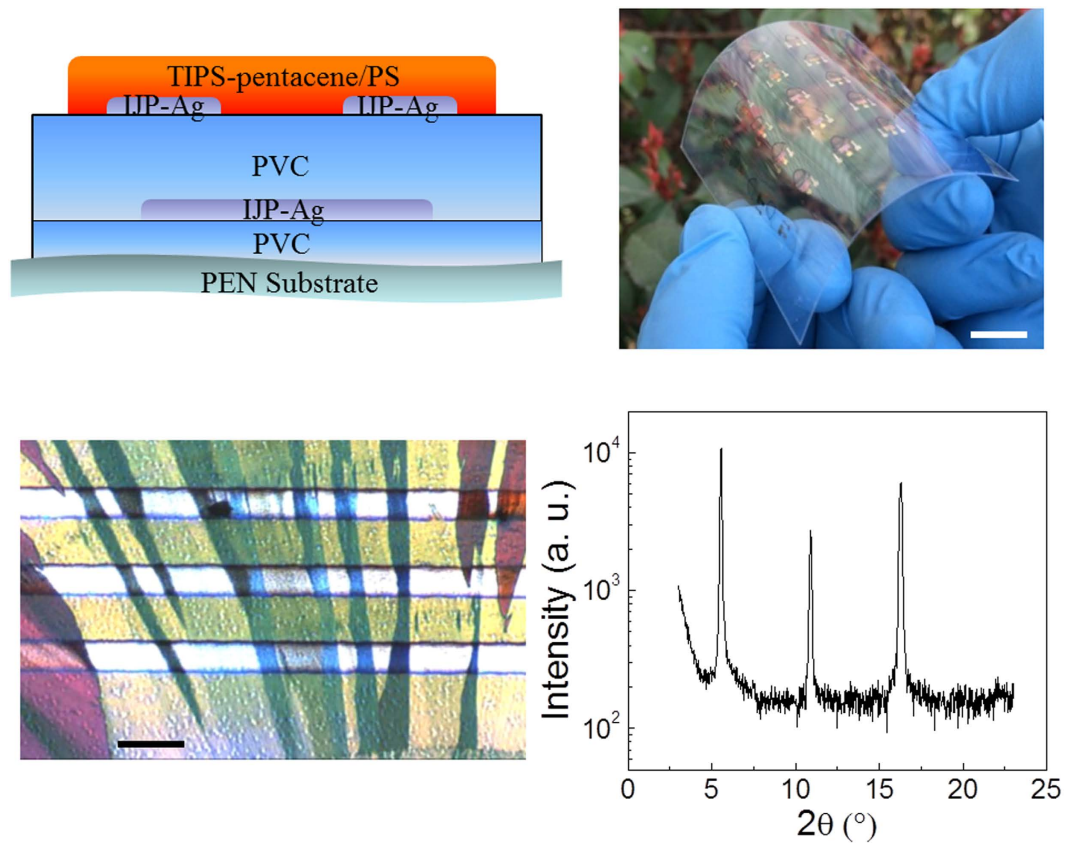 TIPS-pentacene/PS
IJP-Ag IJP-Ag
PVC
IJP-Ag
PVC
PEN Substrate
Intensity (a. u.)
10⁴
10³
10²
0 5 10 15 20 25
2θ (°)